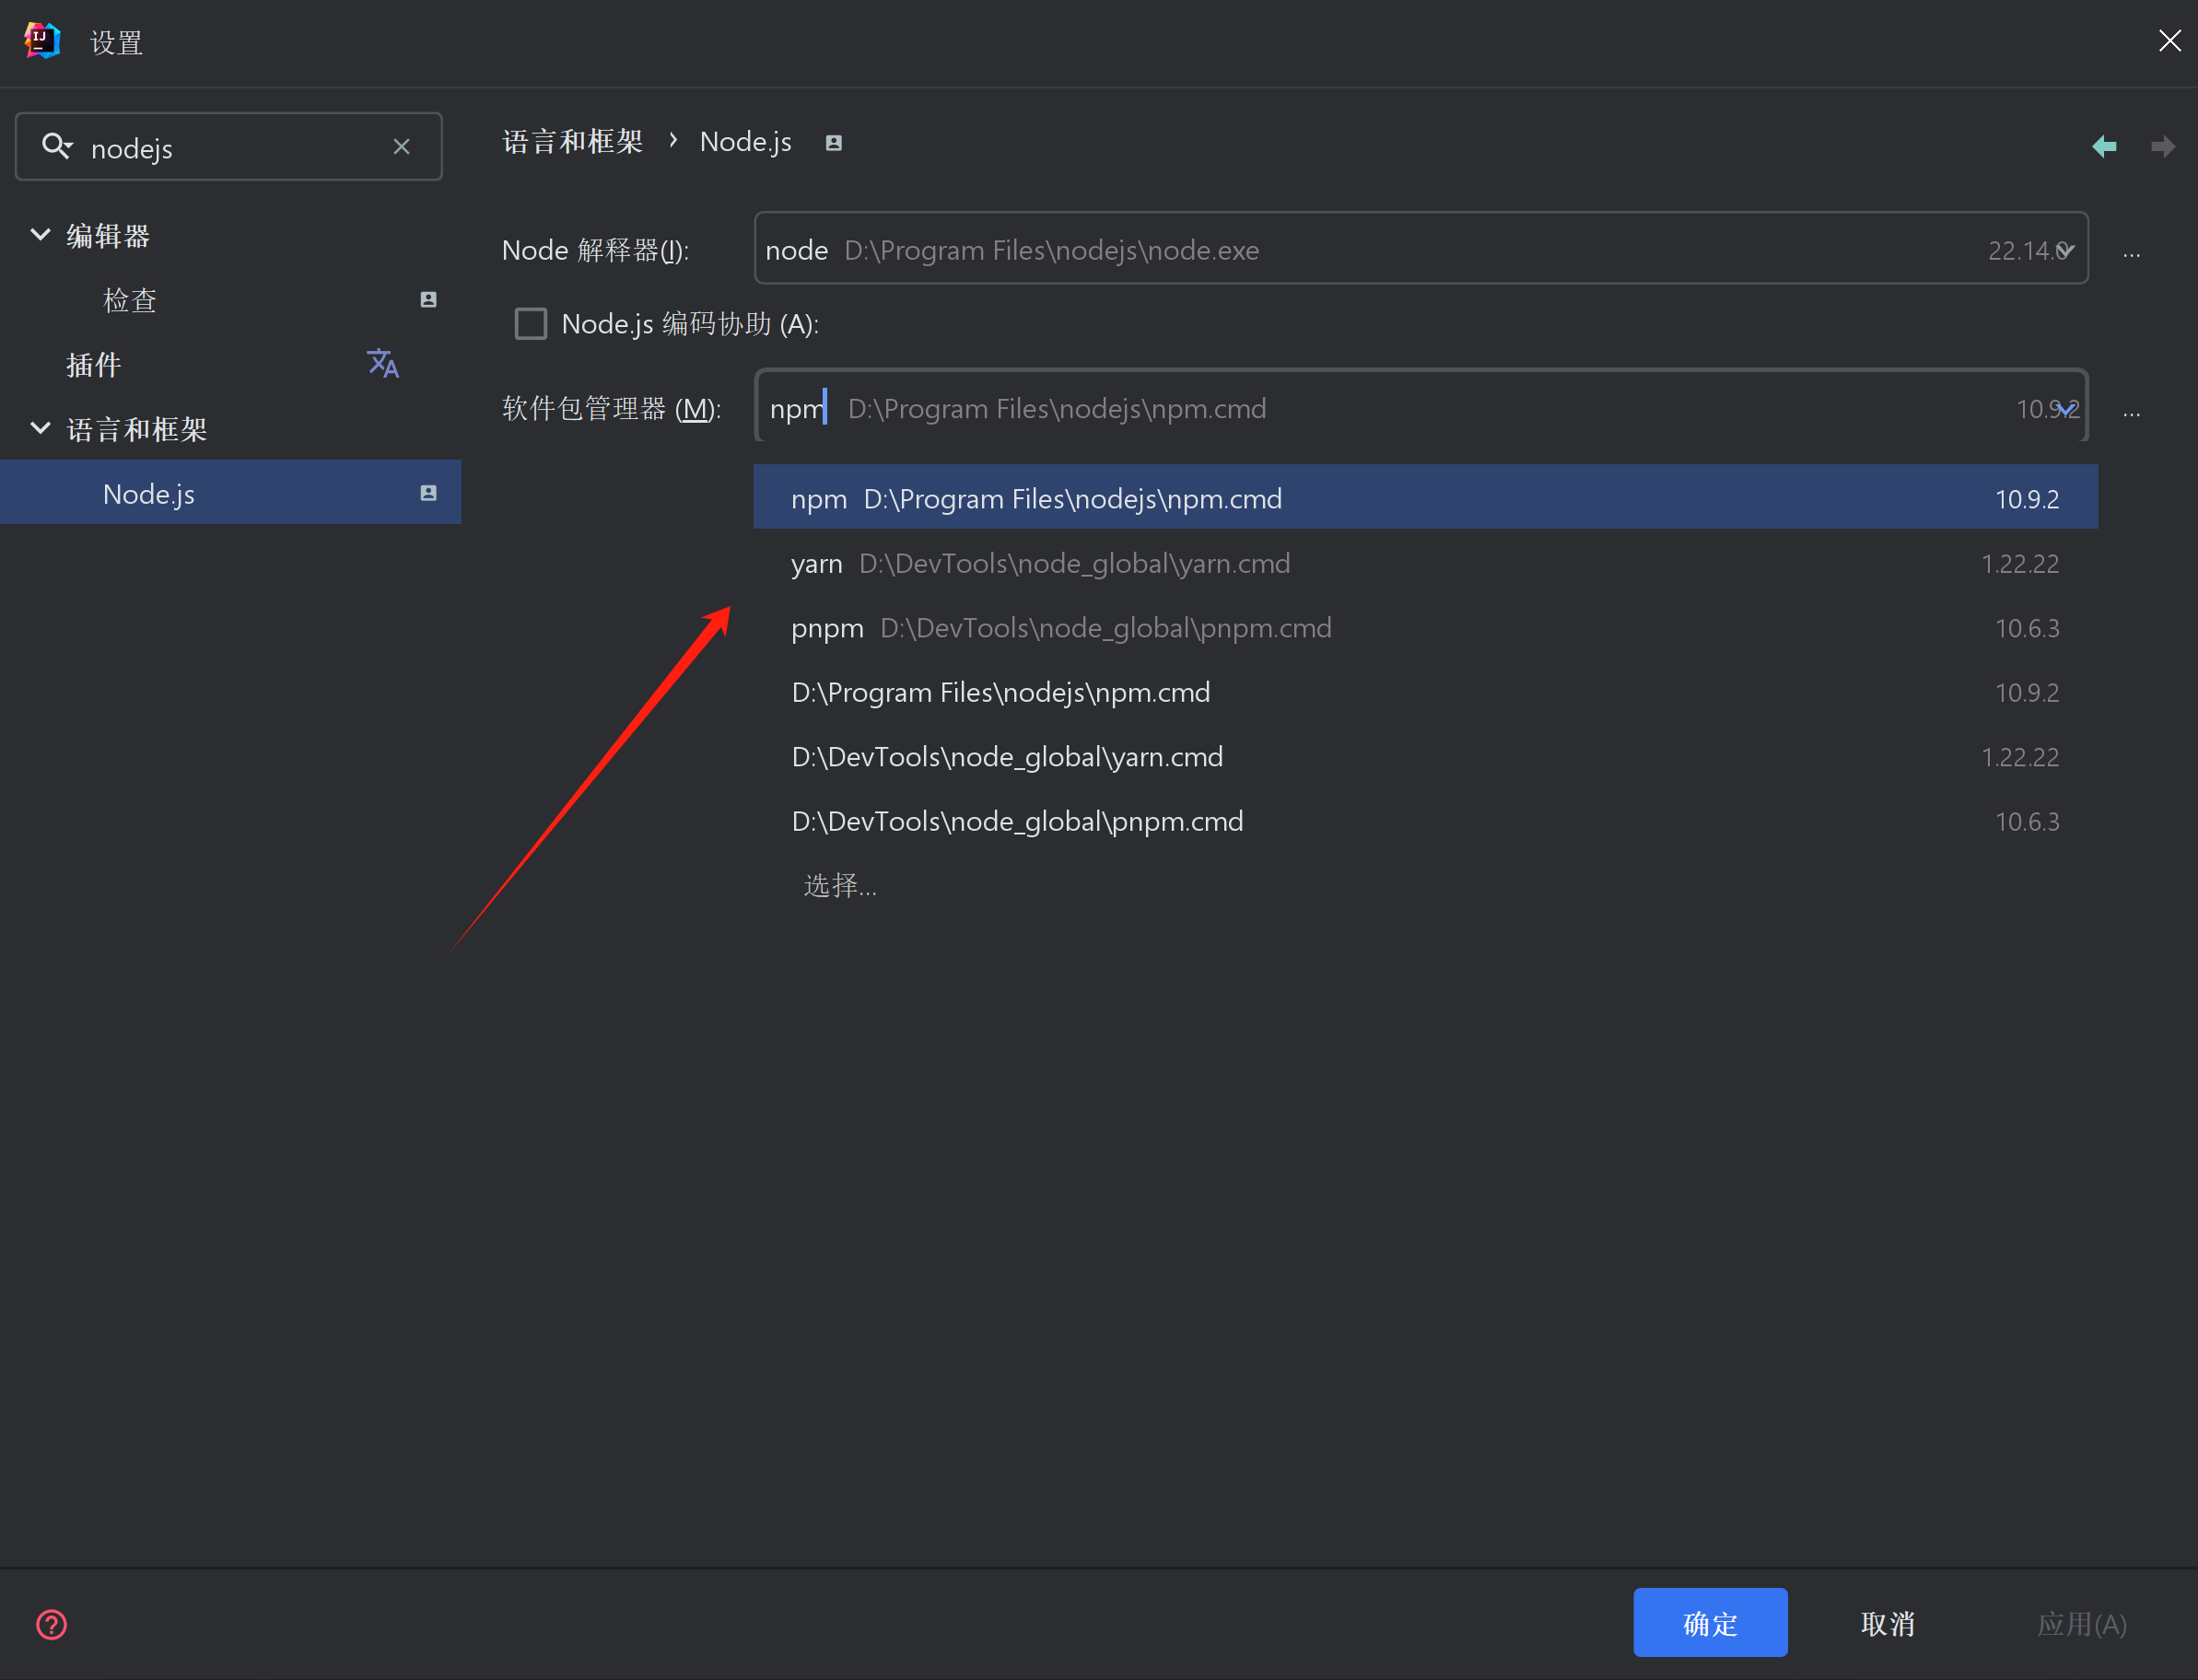 设置
nodejs
编辑器
检查
插件
语言和框架
Node.js
语言和框架 › Node.js
Node 解释器(I): node D:\Program Files\nodejs\node.exe 22.14.0 ...
Node.js 编码协助 (A):
软件包管理器 (M): npm D:\Program Files\nodejs\npm.cmd 10.9.2 ...
npm D:\Program Files\nodejs\npm.cmd 10.9.2
yarn D:\DevTools\node_global\yarn.cmd 1.22.22
pnpm D:\DevTools\node_global\pnpm.cmd 10.6.3
D:\Program Files\nodejs\npm.cmd 10.9.2
D:\DevTools\node_global\yarn.cmd 1.22.22
D:\DevTools\node_global\pnpm.cmd 10.6.3
选择...
确定 取消 应用(A)